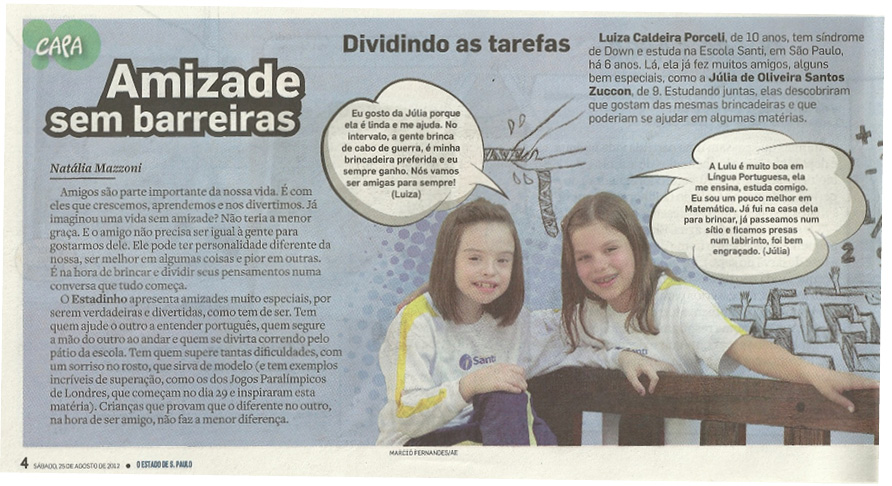 CAPA
Amizade
sem barreiras
Natália Mazzoni
Amigos são parte importante da nossa vida. É com
eles que crescemos, aprendemos e nos divertimos. Já
imaginou uma vida sem amizade? Não teria a menor
graça. E o amigo não precisa ser igual à gente para
gostarmos dele. Ele pode ter personalidade diferente da
nossa, ser melhor em algumas coisas e pior em outras.
É na hora de brincar e dividir seus pensamentos numa
conversa que tudo começa.
O Estadinho apresenta amizades muito especiais, por
serem verdadeiras e divertidas, como tem de ser. Tem
quem ajude o outro a entender português, quem segure
a mão do outro ao andar e quem se divirta correndo pelo
pátio da escola. Tem quem supere tantas dificuldades, com
um sorriso no rosto, que sirva de modelo (e tem exemplos
incríveis de superação, como os dos Jogos Paralímpicos
de Londres, que começam no dia 29 e inspiraram esta
matéria). Crianças que provam que o diferente no outro,
na hora de ser amigo, não faz a menor diferença.
Dividindo as tarefas
Luiza Caldeira Porceli, de 10 anos, tem síndrome
de Down e estuda na Escola Santi, em São Paulo,
há 6 anos. Lá, ela já fez muitos amigos, alguns
bem especiais, como a Júlia de Oliveira Santos
Zuccon, de 9. Estudando juntas, elas descobriram
que gostam das mesmas brincadeiras e que
poderiam se ajudar em algumas matérias.
Eu gosto da Júlia porque
ela é linda e me ajuda. No
intervalo, a gente brinca
de cabo de guerra, é minha
brincadeira preferida e eu
sempre ganho. Nós vamos
ser amigas para sempre!
(Luiza)
A Lulu é muito boa em
Língua Portuguesa, ela
me ensina, estuda comigo.
Eu sou um pouco melhor em
Matemática. Já fui na casa dela
para brincar, já passeamos num
sítio e ficamos presas
num labirinto, foi bem
engraçado. (Júlia)
Santi
Santi
2
MARCIO FERNANDES/AE
4 SÁBADO, 25 DE AGOSTO DE 2012 • O ESTADO DE S. PAULO